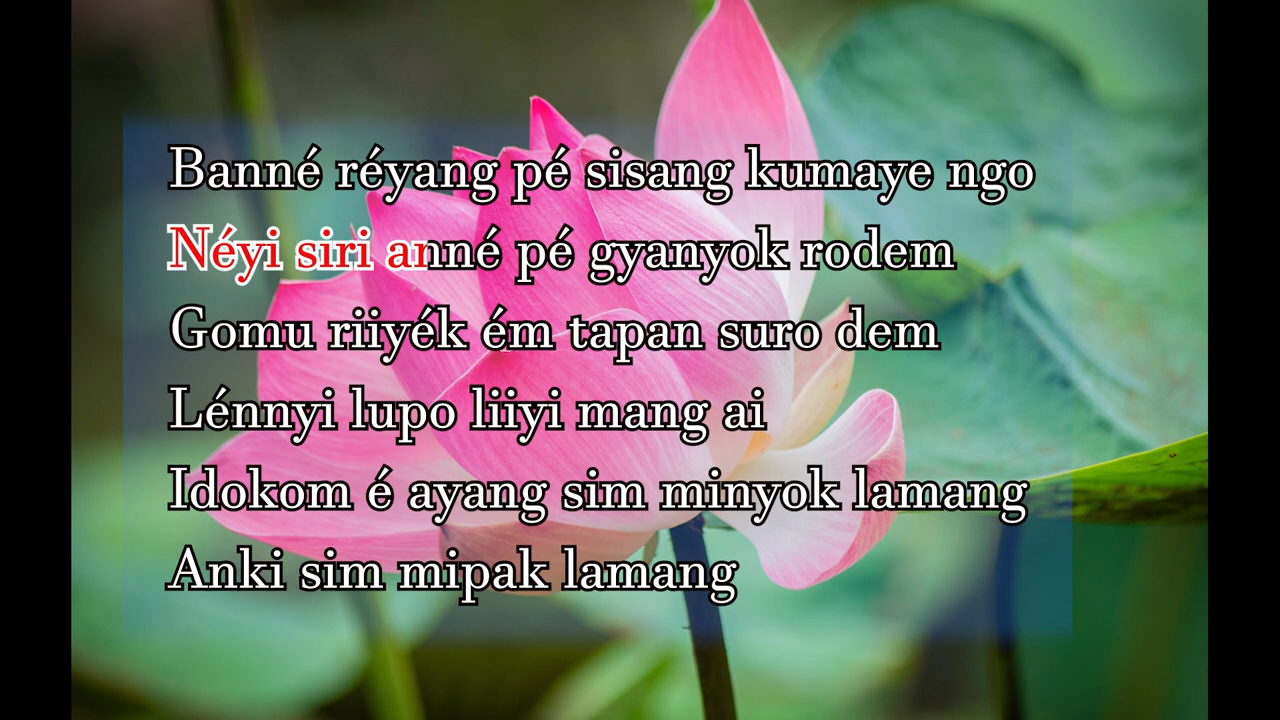 Banné réyang pé sisang kumaye ngo
Néyi siri anné pé gyanyok rodem
Gomu riiyék ém tapan suro dem
Lénnyi lupo liiyi mang ai
Idokom é ayang sim minyok lamang
Anki sim mipak lamang